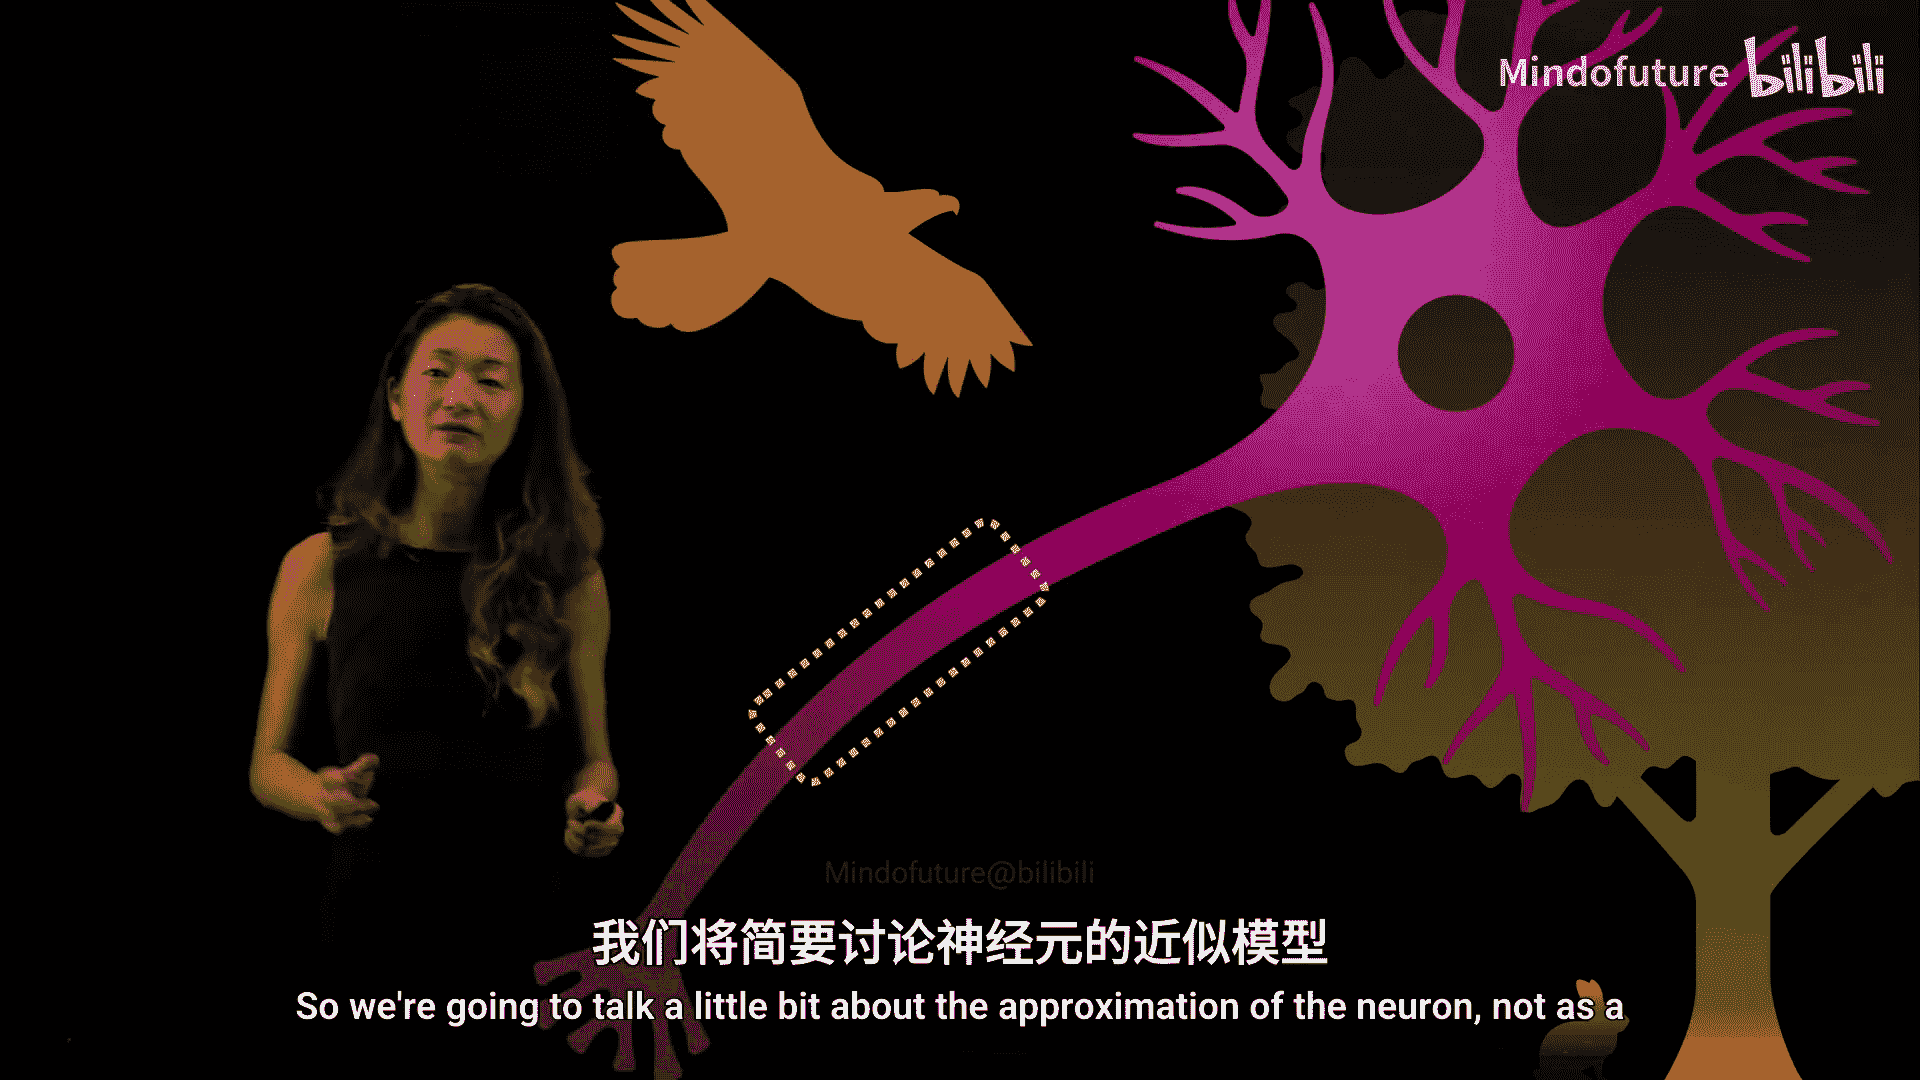 Mindofuture bilibili
Mindofuture@bilibili
我们将简要讨论神经元的近似模型
So we're going to talk a little bit about the approximation of the neuron, not as a